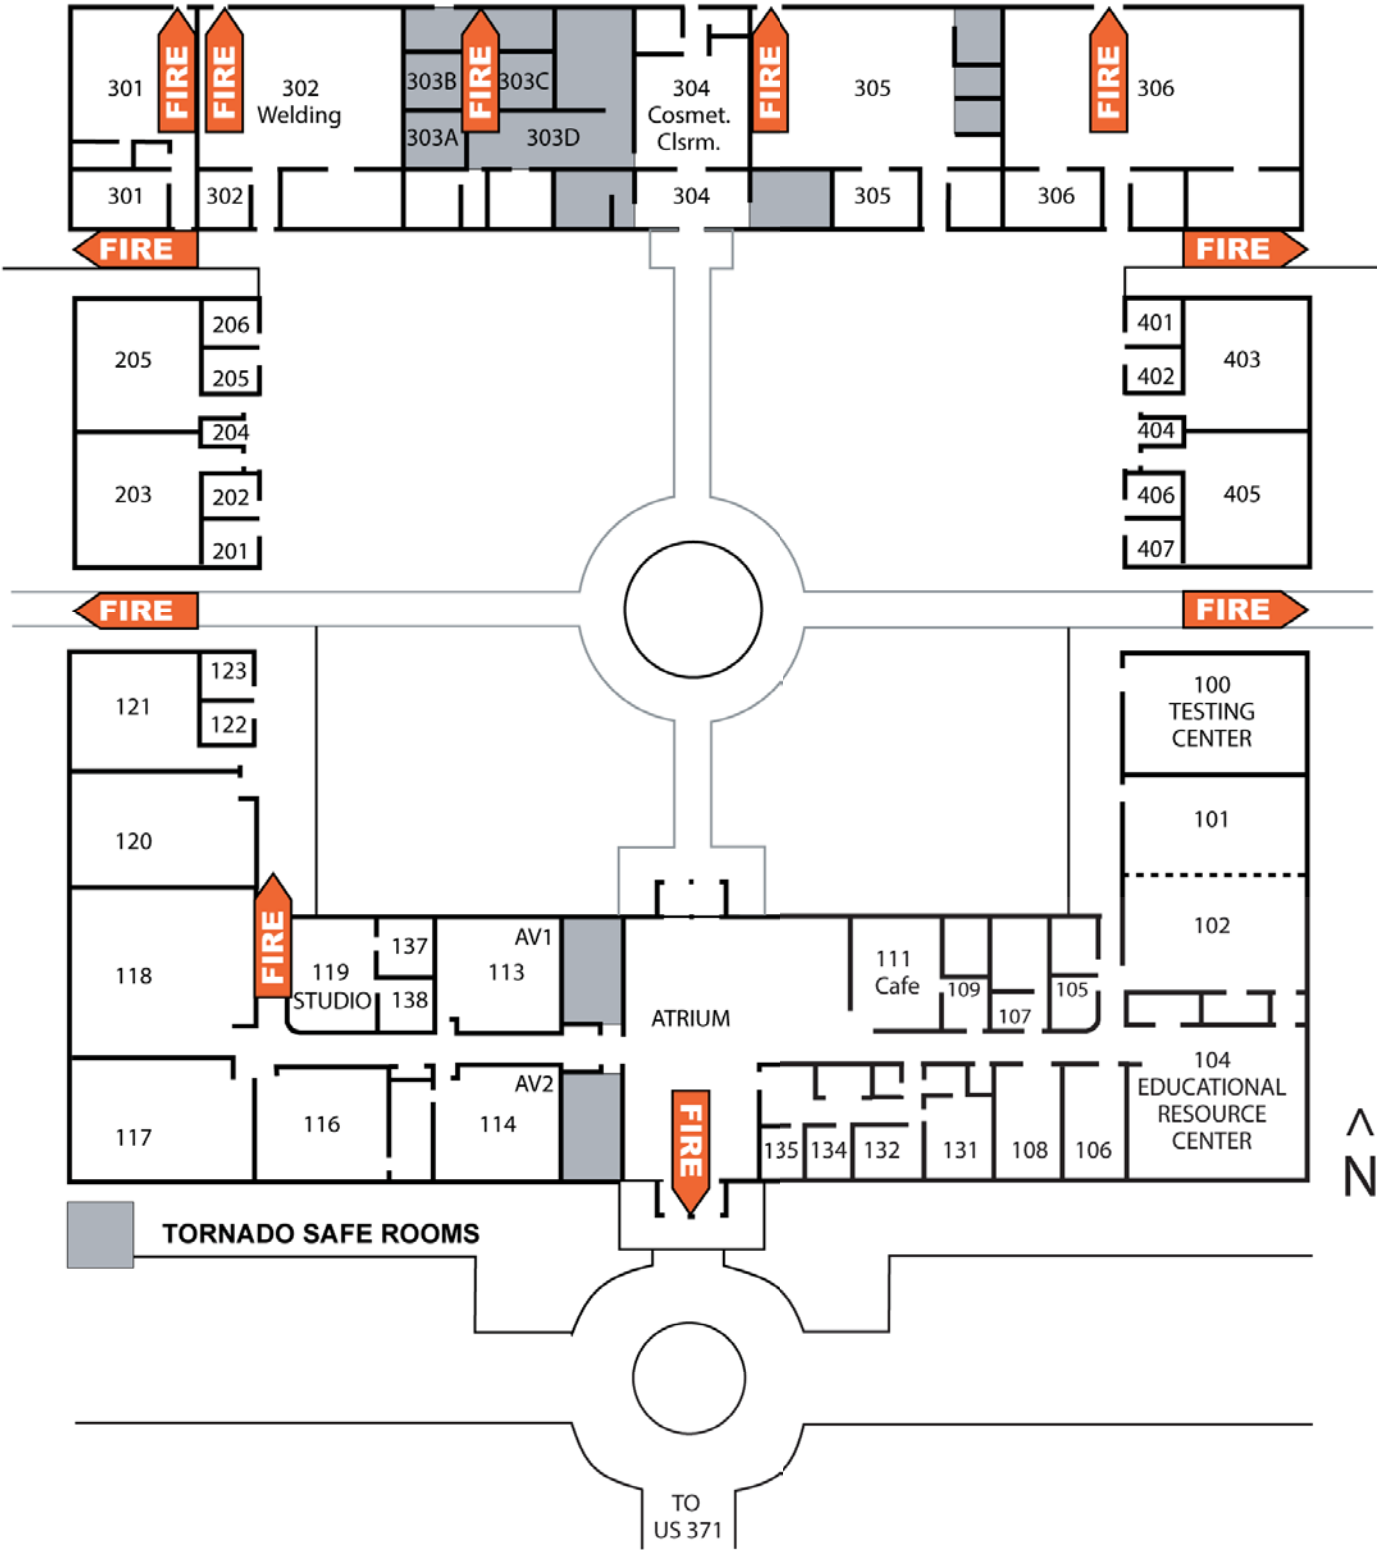 301
FIRE
FIRE
302
Welding
303B
FIRE
303C
303A
303D
304
Cosmet.
Clsrm.
FIRE
305
FIRE
306
301
302
304
305
306
FIRE
FIRE
206
205
205
204
203
202
201
401
402
403
404
406
405
407
FIRE
FIRE
123
121
122
120
118
FIRE
119
STUDIO
137
138
AV1
113
ATRIUM
111
Cafe
109
107
105
100
TESTING
CENTER
101
102
104
EDUCATIONAL
RESOURCE
CENTER
117
116
AV2
114
FIRE
135
134
132
131
108
106
^
N
TORNADO SAFE ROOMS
TO
US 371